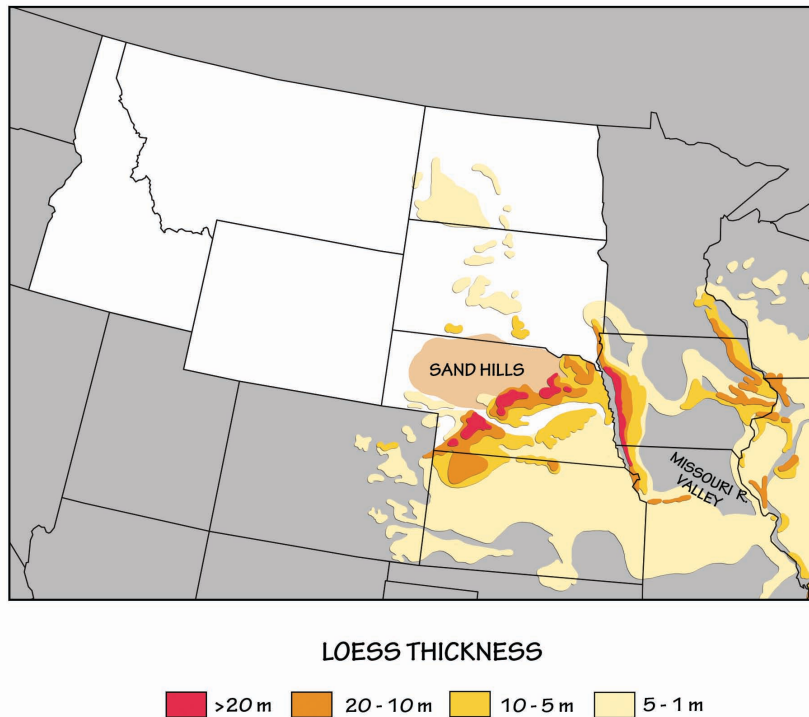 SAND HILLS
MISSOURI R.
VALLEY
LOESS THICKNESS
>20 m
20 - 10 m
10 - 5 m
5 - 1 m